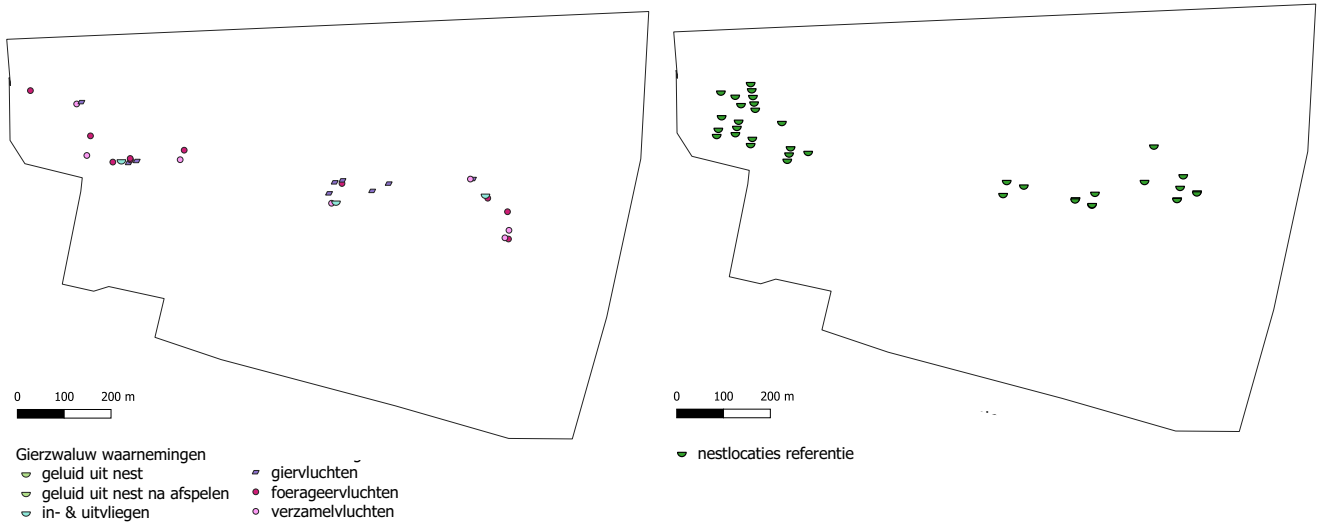 0 100 200 m
0 100 200 m
Gierzwaluw waarnemingen
geluid uit nest
geluid uit nest na afspelen
in- & uitvliegen
giervluchten
foerageervluchten
verzamelvluchten
nestlocaties referentie